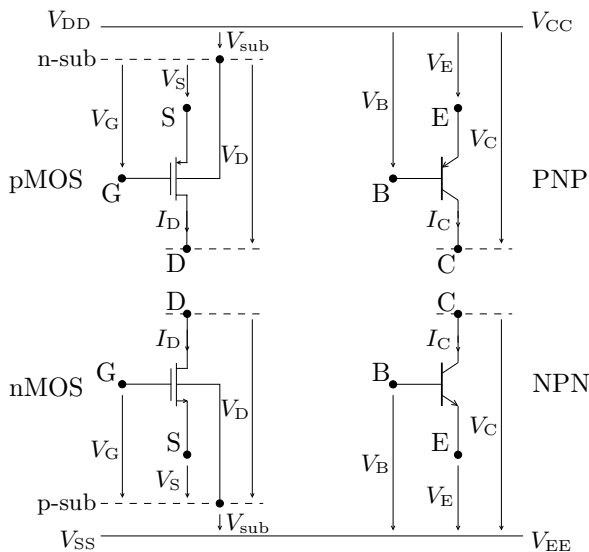 V_DD V_CC
V_sub
n-sub
V_S V_E
V_B
S E
V_G V_D V_C
pMOS G B PNP
I_D I_C
D C
D C
I_D I_C
nMOS G B NPN
V_D V_C
S E
V_G V_B
V_S V_E
p-sub
V_sub
V_SS V_EE